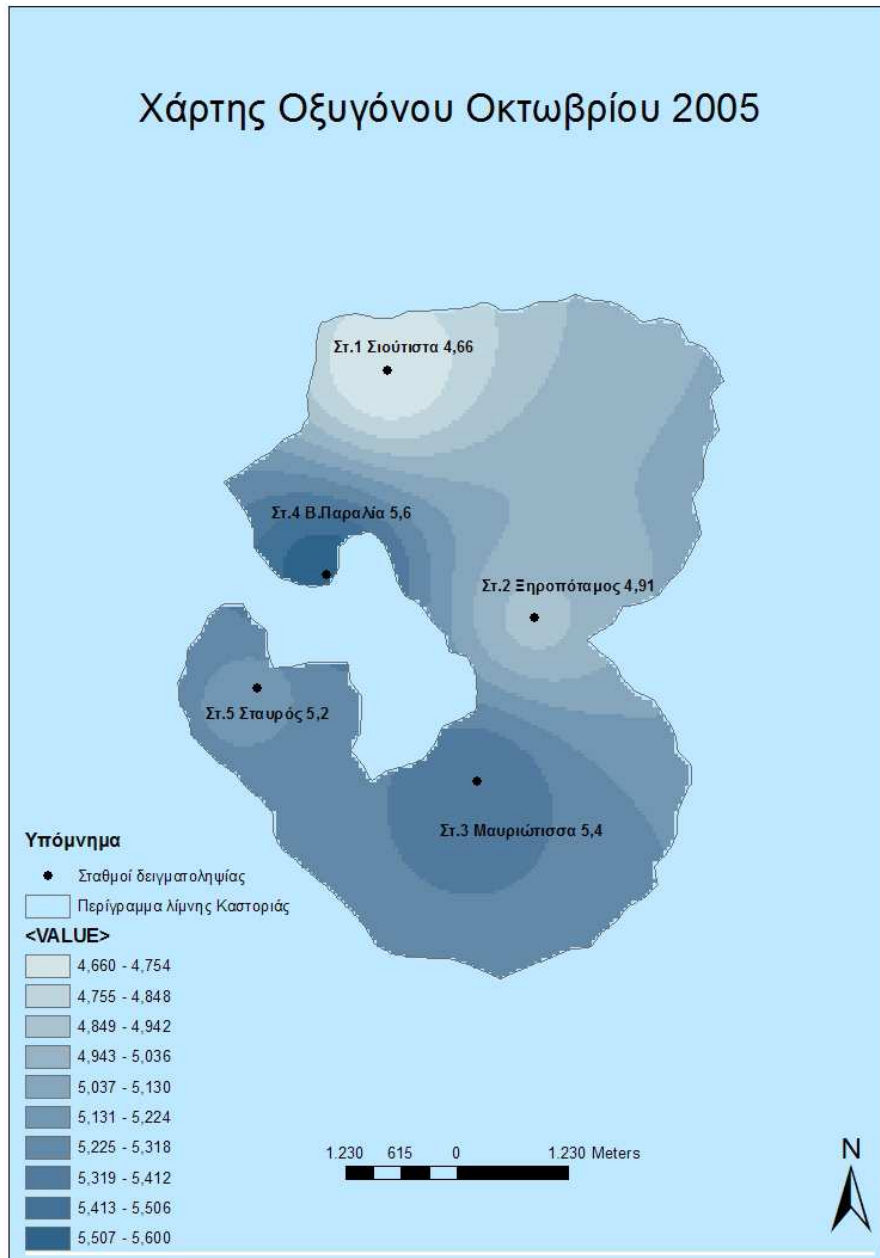 Χάρτης Οξυγόνου Οκτωβρίου 2005
Στ.1 Σιούτιστα 4,66
Στ.4 Β.Παραλία 5,6
Στ.2 Ξηροπόταμος 4,91
Στ.5 Σταυρός 5,2
Στ.3 Μαυριώτισσα 5,4
Υπόμνημα
Σταθμοί δειγματοληψίας
Περίγραμμα λίμνης Καστοριάς
<VALUE>
4,660 - 4,754
4,755 - 4,848
4,849 - 4,942
4,943 - 5,036
5,037 - 5,130
5,131 - 5,224
5,225 - 5,318
5,319 - 5,412
5,413 - 5,506
5,507 - 5,600
1.230 615 0 1.230 Meters
N